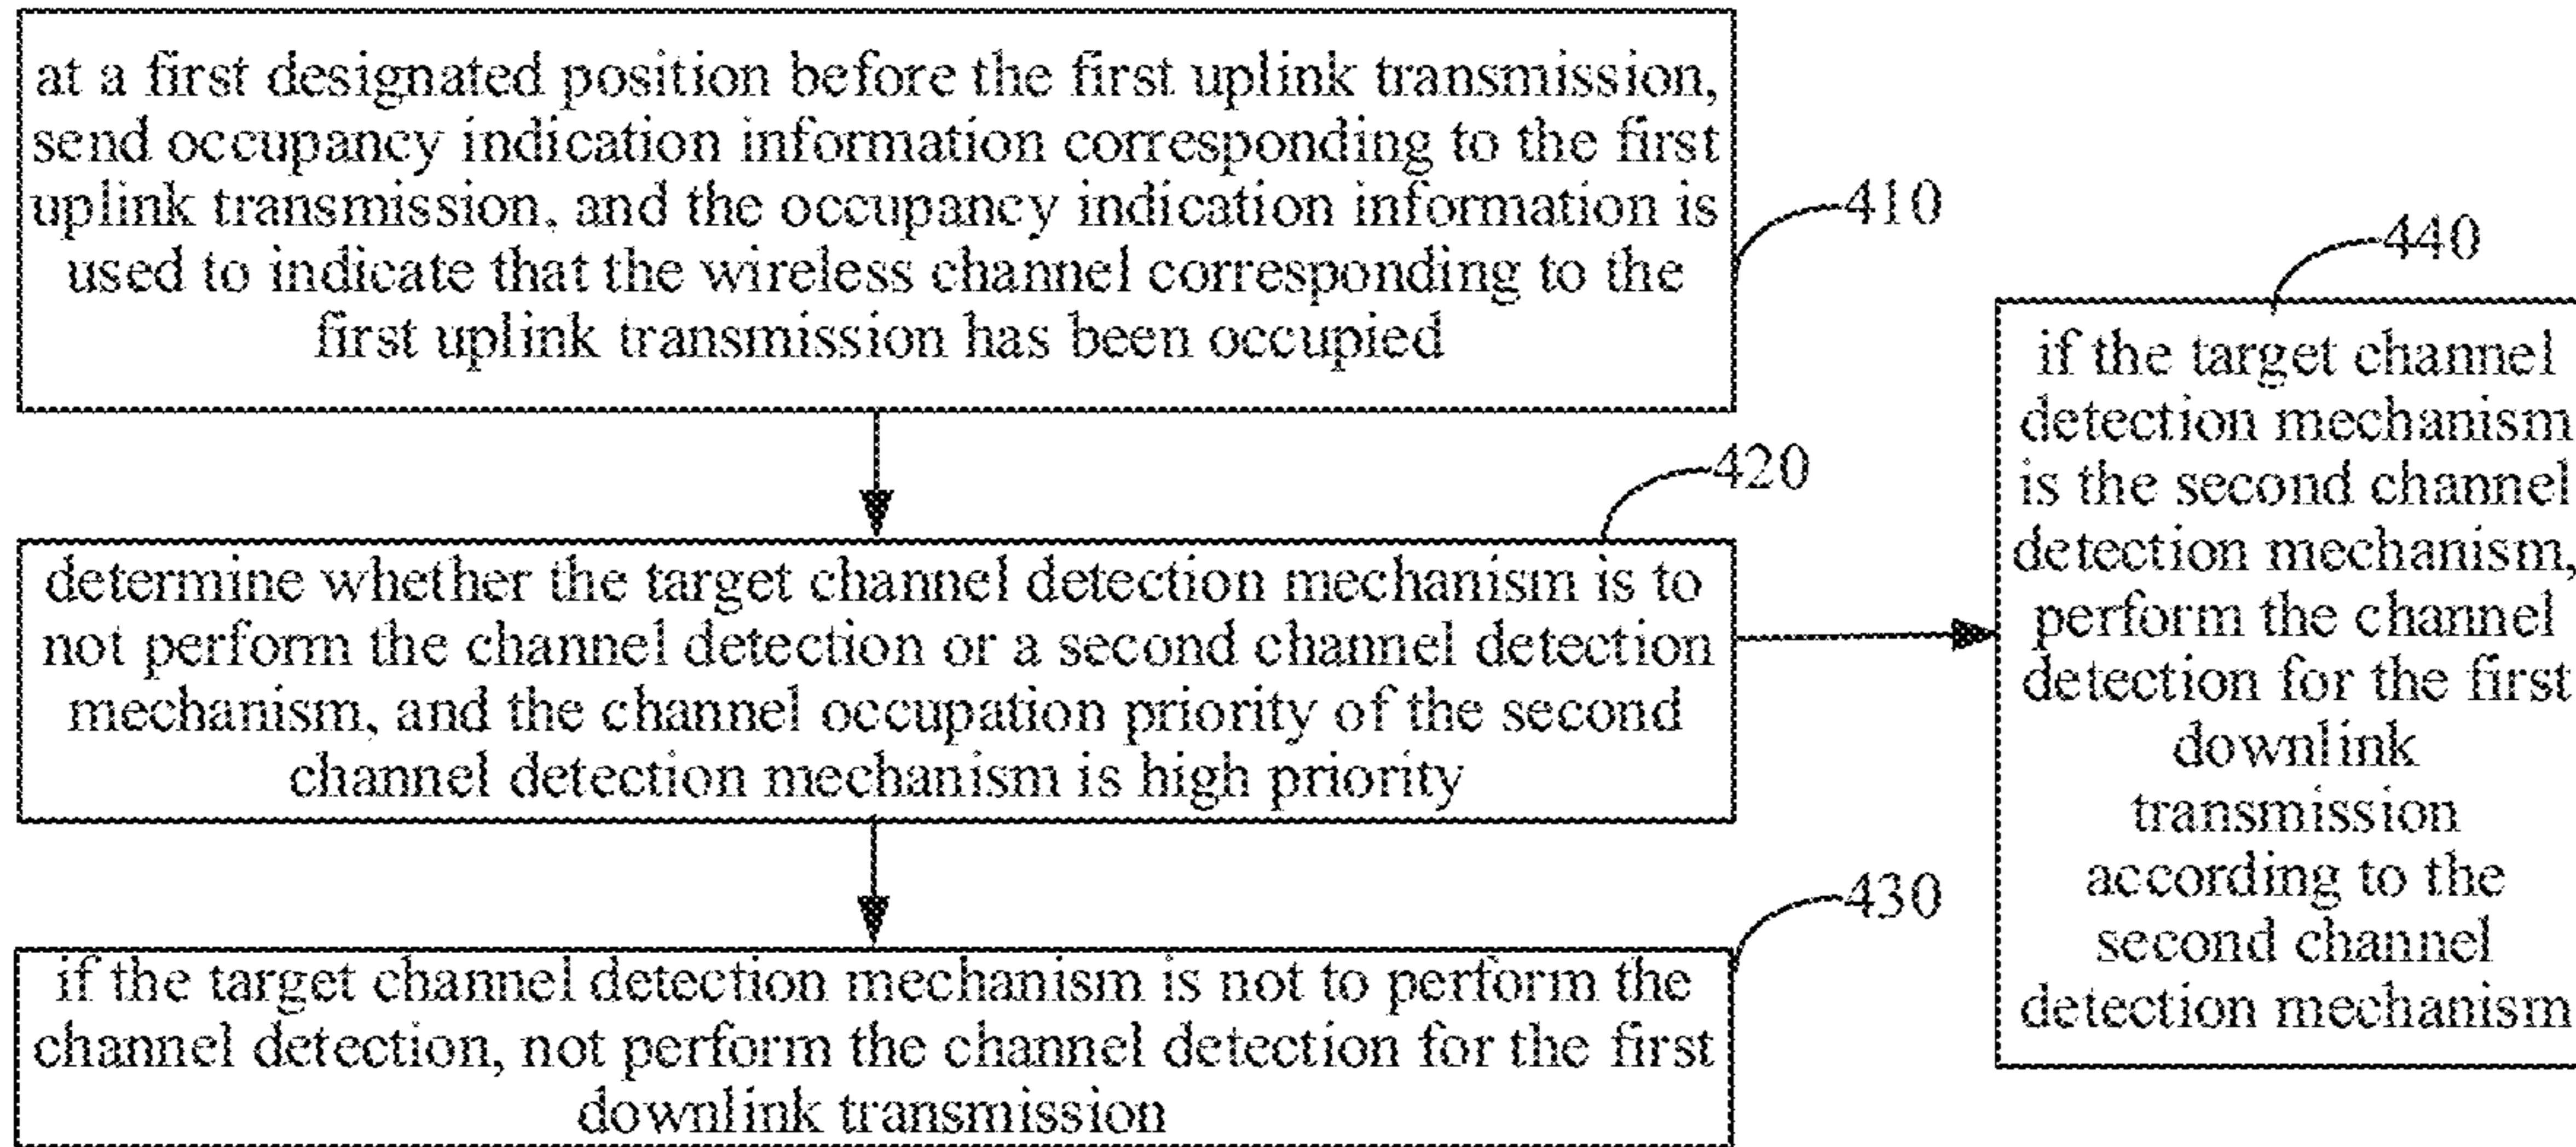 at a first designated position before the first uplink transmission,
send occupancy indication information corresponding to the first
uplink transmission, and the occupancy indication information is
used to indicate that the wireless channel corresponding to the
first uplink transmission has been occupied
410
420
determine whether the target channel detection mechanism is to
not perform the channel detection or a second channel detection
mechanism, and the channel occupation priority of the second
channel detection mechanism is high priority
430
if the target channel detection mechanism is not to perform the
channel detection, not perform the channel detection for the first
downlink transmission
440
if the target channel
detection mechanism
is the second channel
detection mechanism,
perform the channel
detection for the first
downlink
transmission
according to the
second channel
detection mechanism